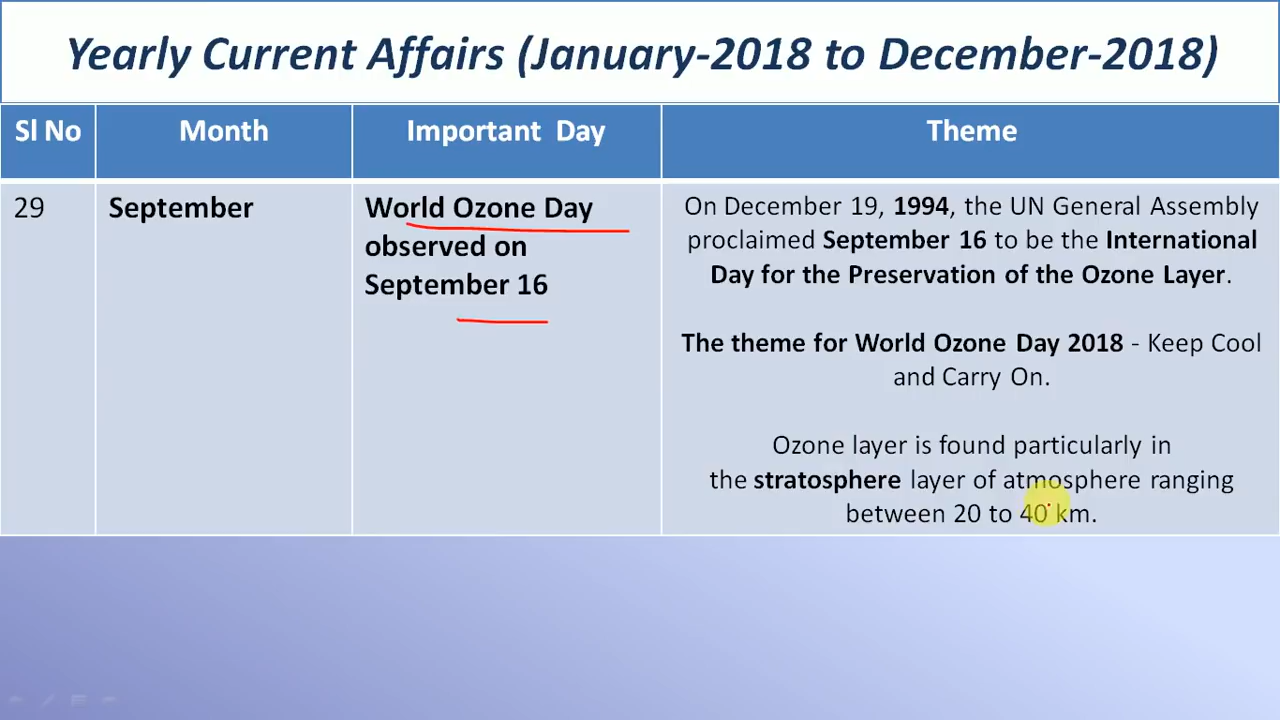 Yearly Current Affairs (January-2018 to December-2018)
Sl No
Month
Important Day
Theme
29
September
World Ozone Day
observed on
September 16
On December 19, 1994, the UN General Assembly
proclaimed September 16 to be the International
Day for the Preservation of the Ozone Layer.
The theme for World Ozone Day 2018 - Keep Cool
and Carry On.
Ozone layer is found particularly in
the stratosphere layer of atmosphere ranging
between 20 to 40 km.